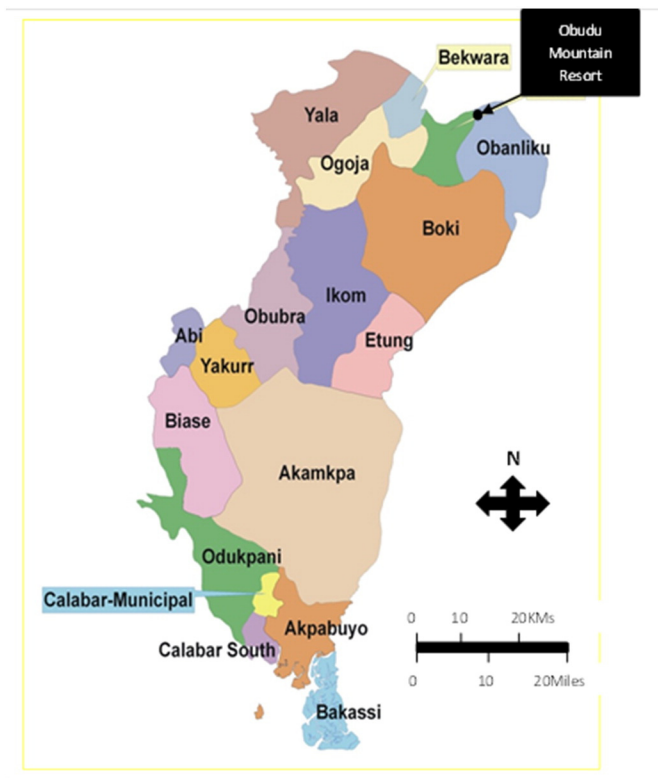 Obudu
Mountain
Resort
Bekwara
Yala
Obanliku
Ogoja
Boki
Ikom
Obubra
Abi
Etung
Yakurr
Biase
Akamkpa
N
Odukpani
Calabar-Municipal
0 10 20KMs
Akpabuyo
Calabar South
0 10 20Miles
Bakassi